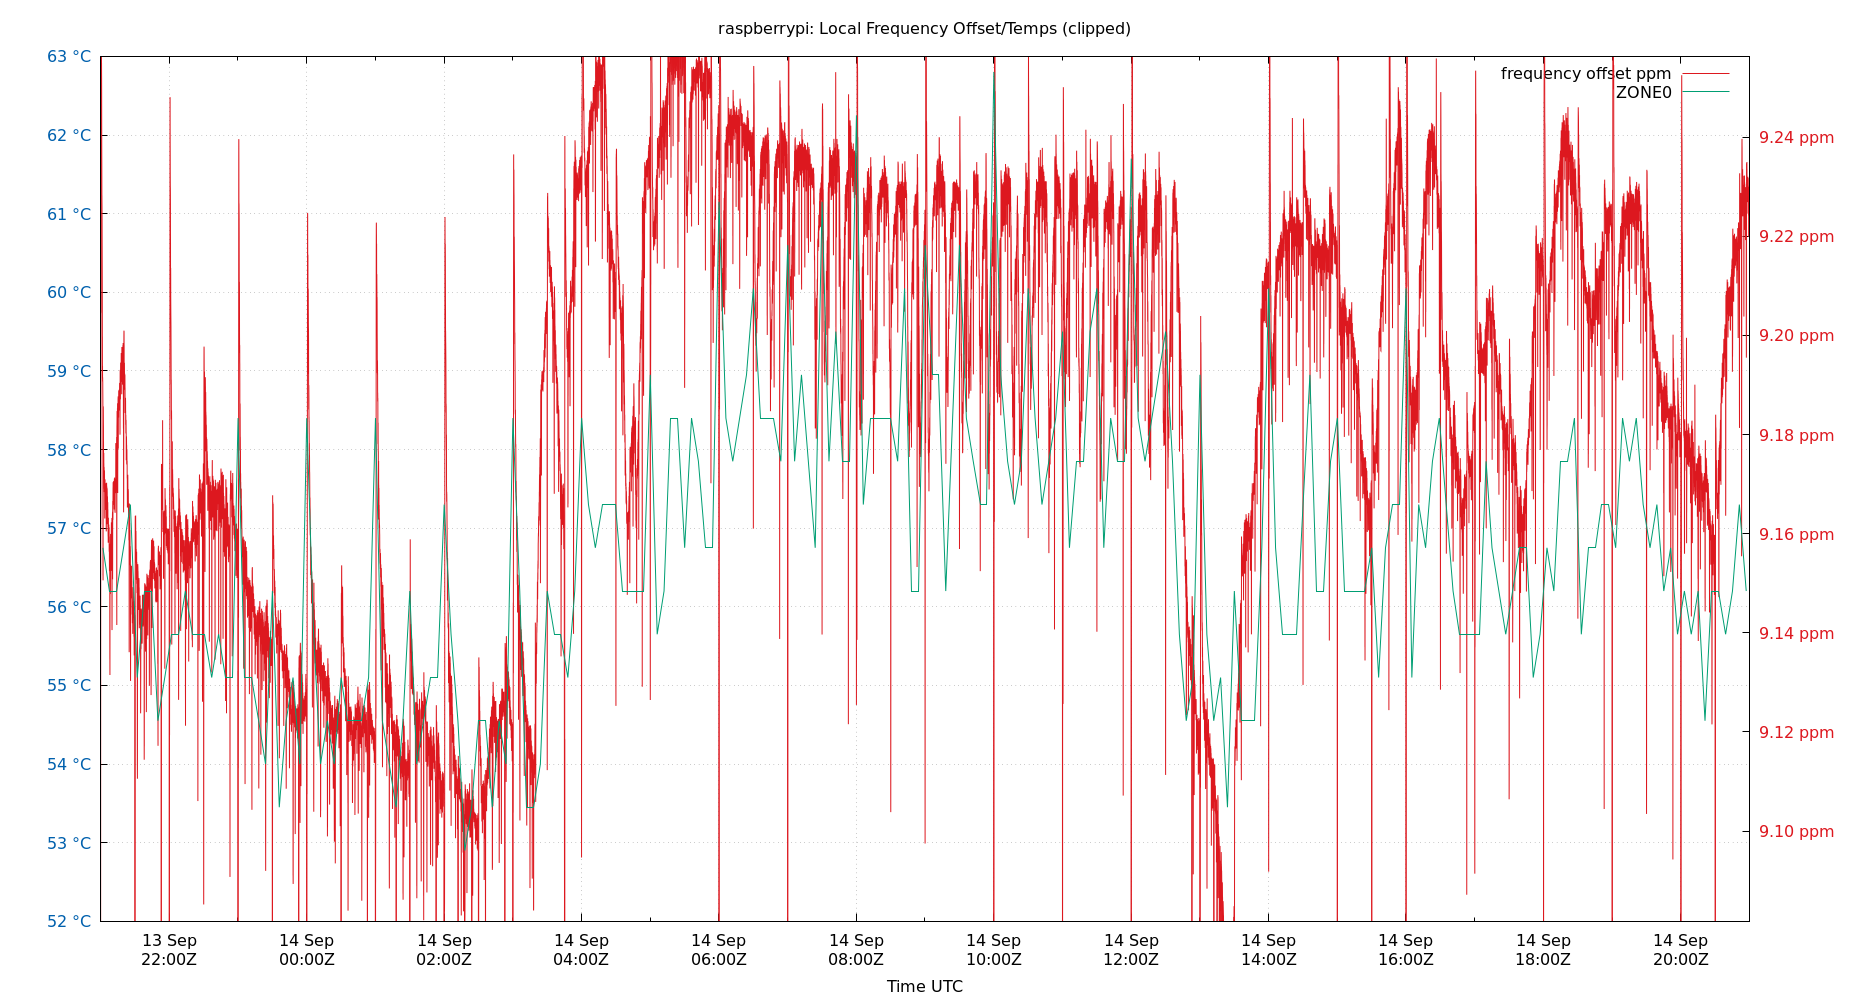 raspberrypi: Local Frequency Offset/Temps (clipped)
frequency offset ppm
ZONE0
63 °C
62 °C
61 °C
60 °C
59 °C
58 °C
57 °C
56 °C
55 °C
54 °C
53 °C
52 °C
9.24 ppm
9.22 ppm
9.20 ppm
9.18 ppm
9.16 ppm
9.14 ppm
9.12 ppm
9.10 ppm
13 Sep
22:00Z
14 Sep
00:00Z
14 Sep
02:00Z
14 Sep
04:00Z
14 Sep
06:00Z
14 Sep
08:00Z
14 Sep
10:00Z
14 Sep
12:00Z
14 Sep
14:00Z
14 Sep
16:00Z
14 Sep
18:00Z
14 Sep
20:00Z
Time UTC